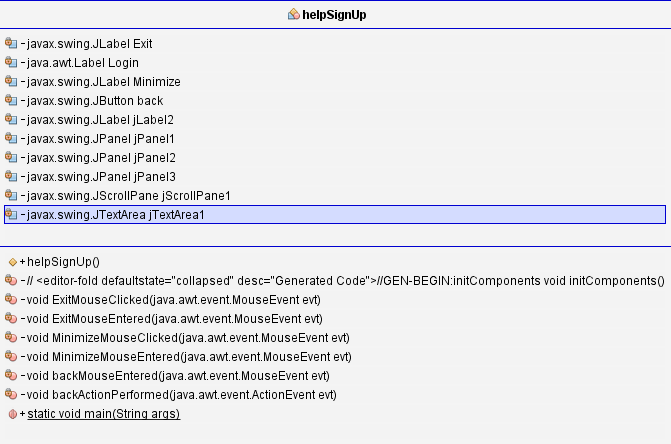 helpSignUp
-javax.swing.JLabel Exit
-java.awt.Label Login
-javax.swing.JLabel Minimize
-javax.swing.JButton back
-javax.swing.JLabel jLabel2
-javax.swing.JPanel jPanel1
-javax.swing.JPanel jPanel2
-javax.swing.JPanel jPanel3
-javax.swing.JScrollPane jScrollPane1
-javax.swing.JTextArea jTextArea1
+helpSignUp()
-// <editor-fold defaultstate="collapsed" desc="Generated Code">//GEN-BEGIN:initComponents void initComponents()
-void ExitMouseClicked(java.awt.event.MouseEvent evt)
-void ExitMouseEntered(java.awt.event.MouseEvent evt)
-void MinimizeMouseClicked(java.awt.event.MouseEvent evt)
-void MinimizeMouseEntered(java.awt.event.MouseEvent evt)
-void backMouseEntered(java.awt.event.MouseEvent evt)
-void backActionPerformed(java.awt.event.ActionEvent evt)
+static void main(String args)